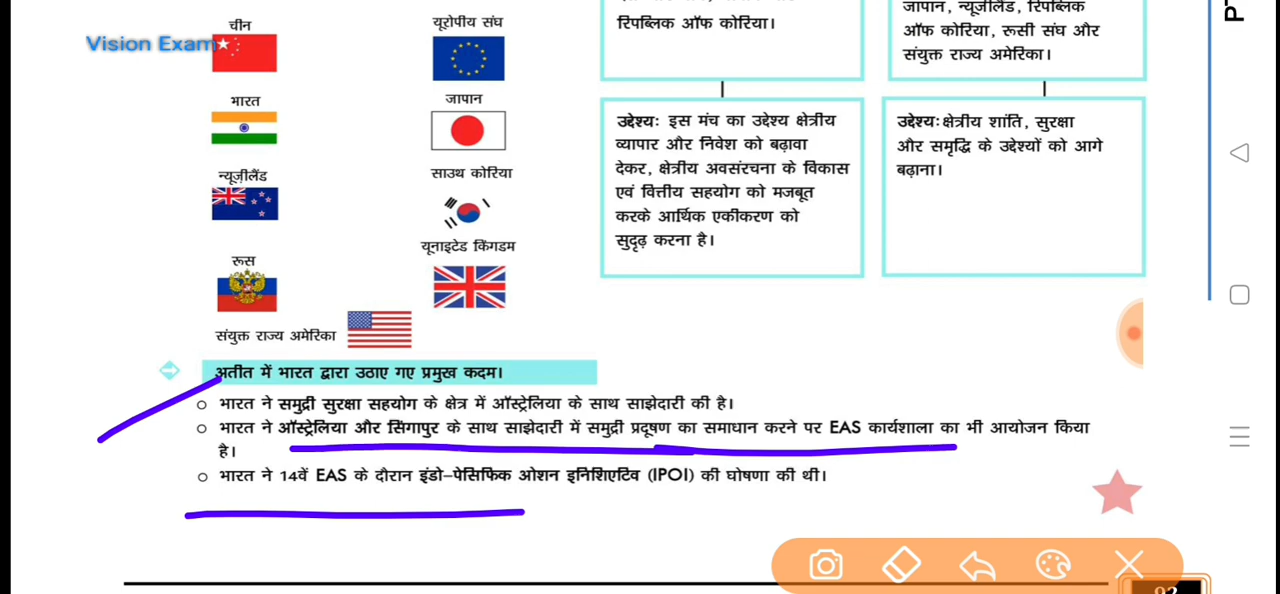 चीन
यूरोपीय संघ
Vision Exam
भारत
जापान
न्यूज़ीलैंड
साउथ कोरिया
रूस
यूनाइटेड किंगडम
संयुक्त राज्य अमेरिका
रिपब्लिक ऑफ कोरिया।
जापान, न्यूजीलैंड, रिपब्लिक
ऑफ कोरिया, रूसी संघ और
संयुक्त राज्य अमेरिका।
उद्देश्यः इस मंच का उद्देश्य क्षेत्रीय
व्यापार और निवेश को बढ़ावा
देकर, क्षेत्रीय अवसंरचना के विकास
एवं वित्तीय सहयोग को मजबूत
करके आर्थिक एकीकरण को
सुदृढ़ करना है।
उद्देश्यः क्षेत्रीय शांति, सुरक्षा
और समृद्धि के उद्देश्यों को आगे
बढ़ाना।
अतीत में भारत द्वारा उठाए गए प्रमुख कदम।
भारत ने समुद्री सुरक्षा सहयोग के क्षेत्र में ऑस्ट्रेलिया के साथ साझेदारी की है।
भारत ने ऑस्ट्रेलिया और सिंगापुर के साथ साझेदारी में समुद्री प्रदूषण का समाधान करने पर EAS कार्यशाला का भी आयोजन किया
है।
भारत ने 14वें EAS के दौरान इंडो–पेसिफिक ओशन इनिशिएटिव (IPOI) की घोषणा की थी।